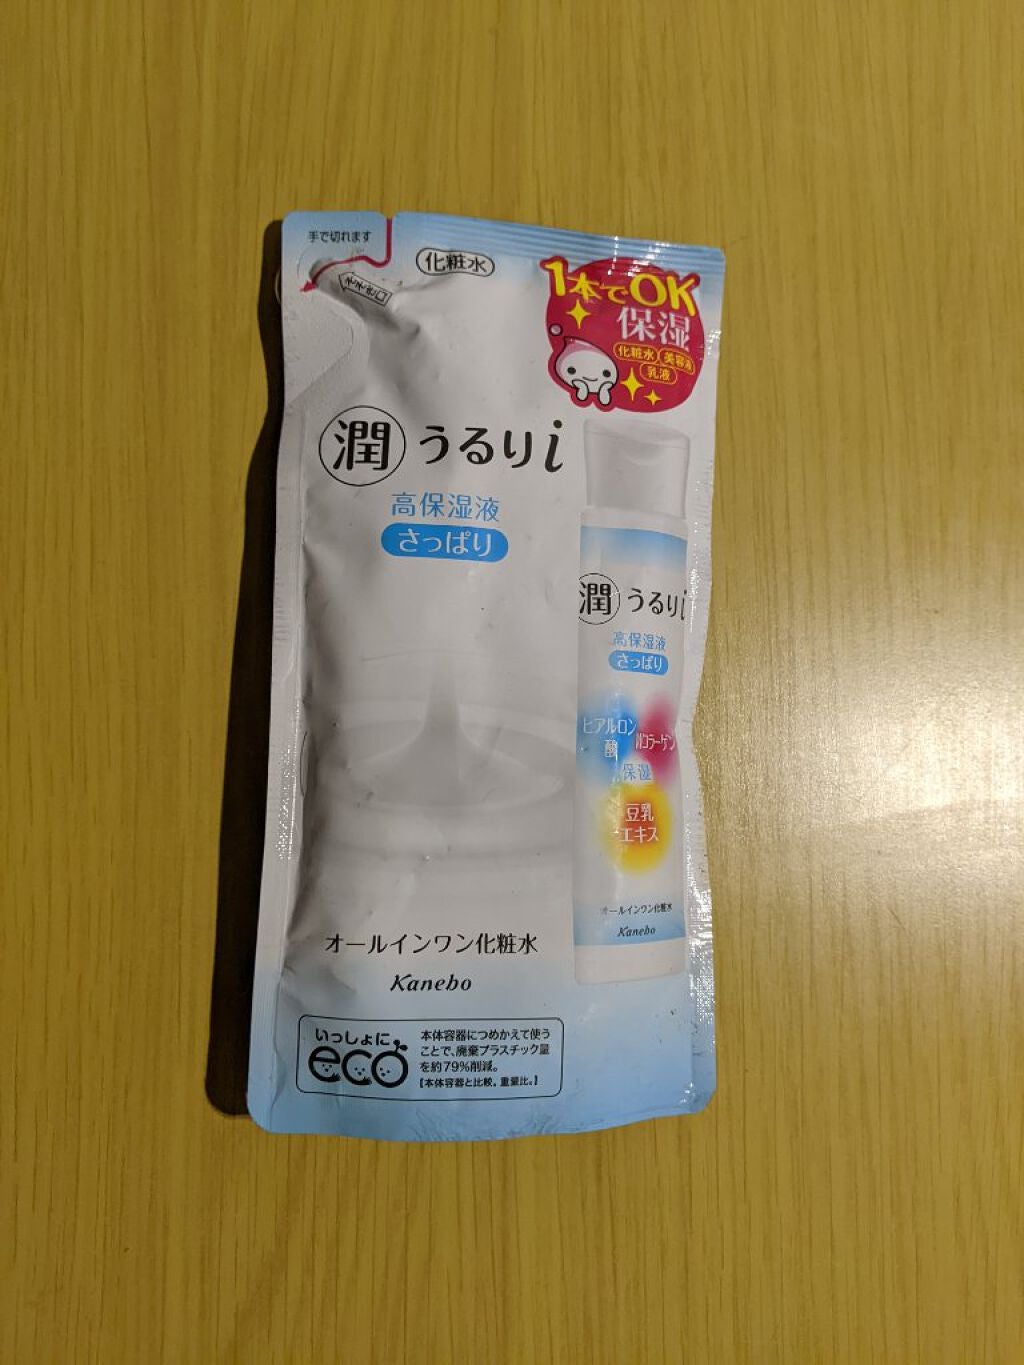 手で切れます
そそぎ口
化粧水
1本でOK
保湿
化粧水 美容液
乳液
潤 うるりi
高保湿液
さっぱり
潤 うるりi
高保湿液
さっぱり
ヒアルロン
酸
Wコラーゲン
保湿
豆乳
エキス
オールインワン化粧水
Kanebo
オールインワン化粧水
Kanebo
いっしょに
eco
本体容器につめかえて使う
ことで、廃棄プラスチック量
を約79%削減。
【本体容器と比較。重量比。】